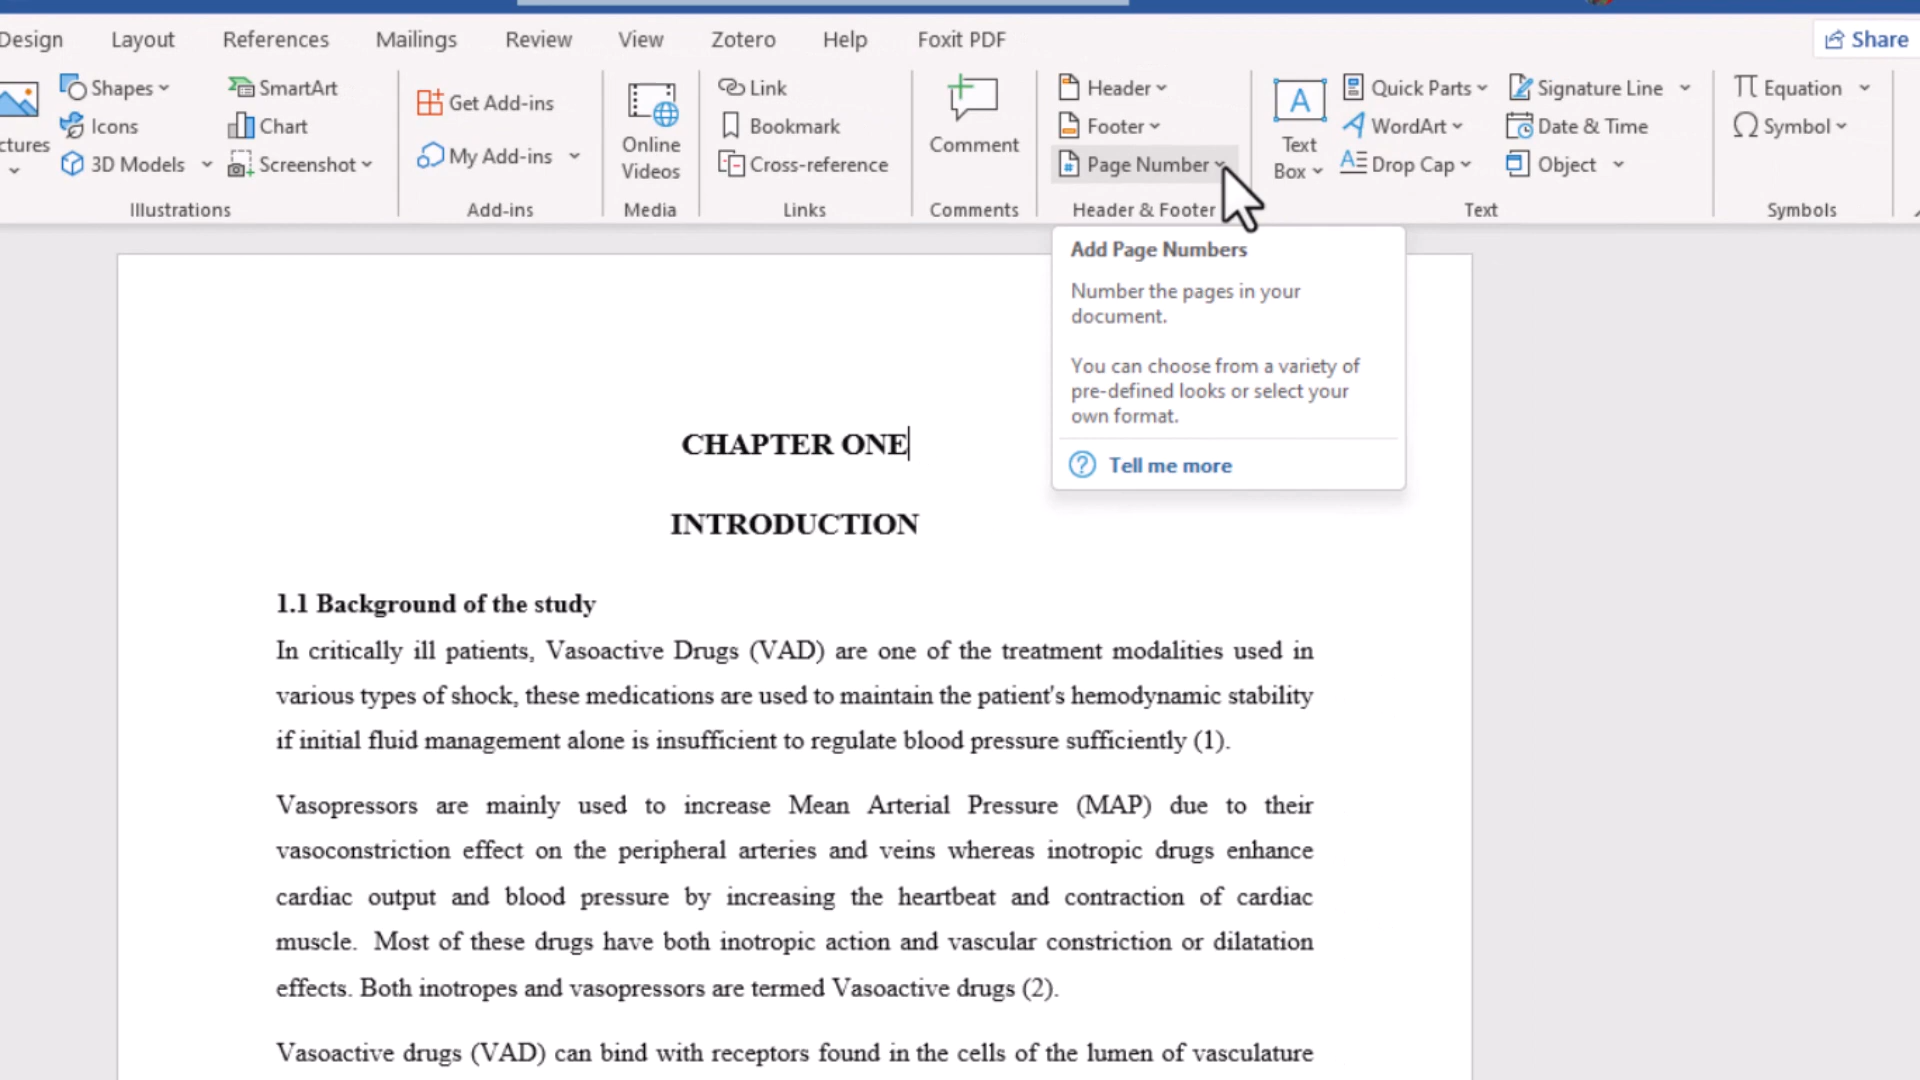 Design Layout References Mailings Review View Zotero Help Foxit PDF Share
Shapes SmartArt
Icons Chart
3D Models Screenshot
ctures
Illustrations
Get Add-ins
My Add-ins
Add-ins
Online
Videos
Media
Link
Bookmark
Cross-reference
Links
Comment
Comments
Header
Footer
Page Number
Header & Footer
A
Text
Box
Quick Parts
WordArt
Drop Cap
Signature Line
Date & Time
Object
Text
Equation
Symbol
Symbols
Add Page Numbers
Number the pages in your
document.
You can choose from a variety of
pre-defined looks or select your
own format.
Tell me more
CHAPTER ONE
INTRODUCTION
1.1 Background of the study
In critically ill patients, Vasoactive Drugs (VAD) are one of the treatment modalities used in
various types of shock, these medications are used to maintain the patient's hemodynamic stability
if initial fluid management alone is insufficient to regulate blood pressure sufficiently (1).
Vasopressors are mainly used to increase Mean Arterial Pressure (MAP) due to their
vasoconstriction effect on the peripheral arteries and veins whereas inotropic drugs enhance
cardiac output and blood pressure by increasing the heartbeat and contraction of cardiac
muscle. Most of these drugs have both inotropic action and vascular constriction or dilatation
effects. Both inotropes and vasopressors are termed Vasoactive drugs (2).
Vasoactive drugs (VAD) can bind with receptors found in the cells of the lumen of vasculature